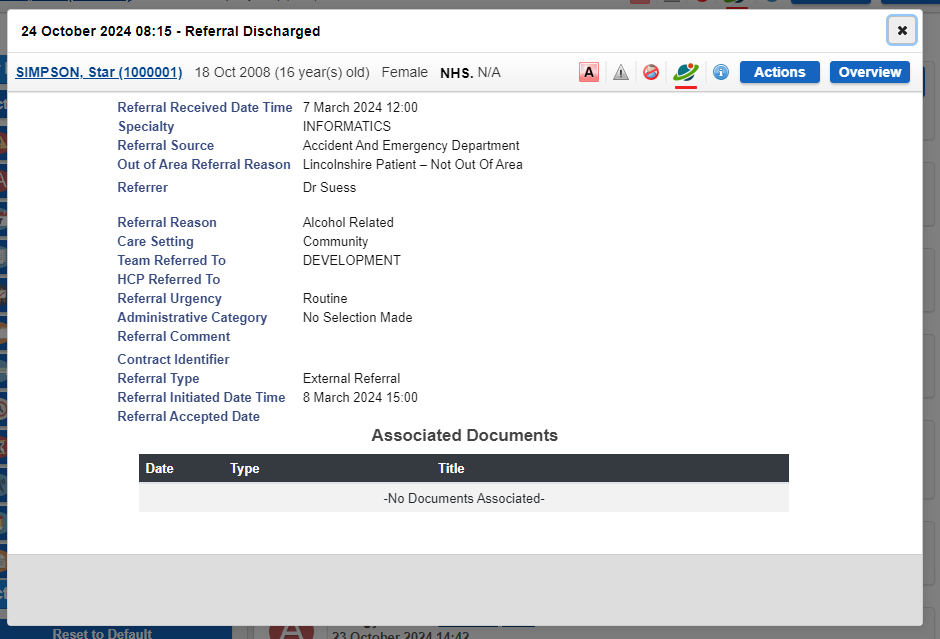 24 October 2024 08:15 - Referral Discharged
SIMPSON, Star (1000001) 18 Oct 2008 (16 year(s) old) Female NHS. N/A A Actions Overview
Referral Received Date Time 7 March 2024 12:00
Specialty INFORMATICS
Referral Source Accident And Emergency Department
Out of Area Referral Reason Lincolnshire Patient – Not Out Of Area
Referrer Dr Suess
Referral Reason Alcohol Related
Care Setting Community
Team Referred To DEVELOPMENT
HCP Referred To
Referral Urgency Routine
Administrative Category No Selection Made
Referral Comment
Contract Identifier
Referral Type External Referral
Referral Initiated Date Time 8 March 2024 15:00
Referral Accepted Date
Associated Documents
Date Type Title
-No Documents Associated-
Reset to Default
23 October 2024 14:42